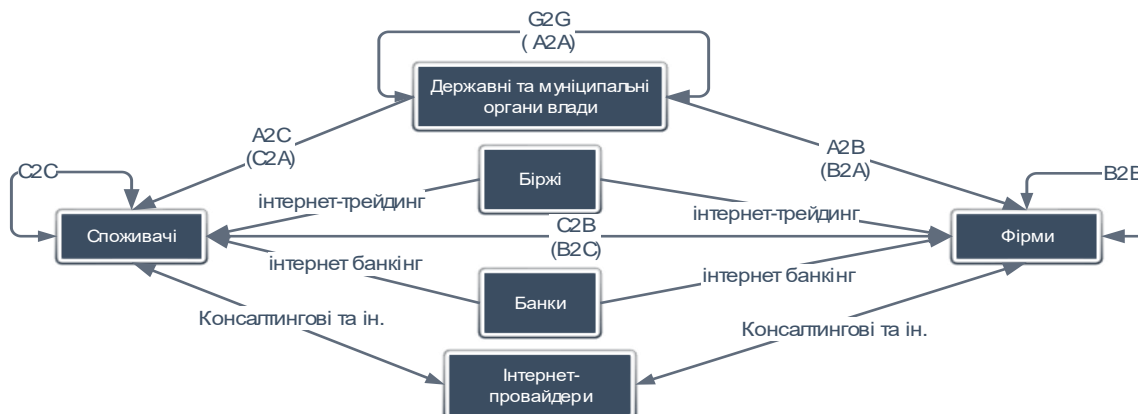 G2G
( A2A)
Державні та муніципальні
органи влади
A2C
(C2A)
A2B
(B2A)
C2C
B2B
Біржі
інтернет-трейдинг
інтернет-трейдинг
Споживачі
C2B
(B2C)
Фірми
інтернет банкінг
інтернет банкінг
Банки
Консалтингові та ін.
Консалтингові та ін.
Інтернет-
провайдери